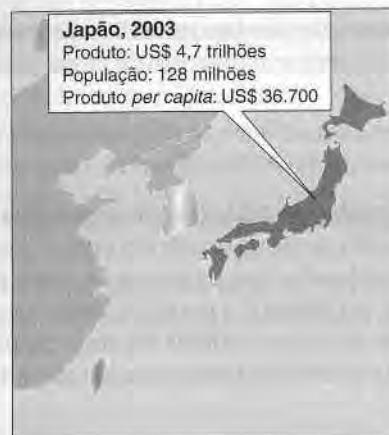 Japão, 2003
Produto: US$ 4,7 trilhões
População: 128 milhões
Produto per capita: US$ 36.700